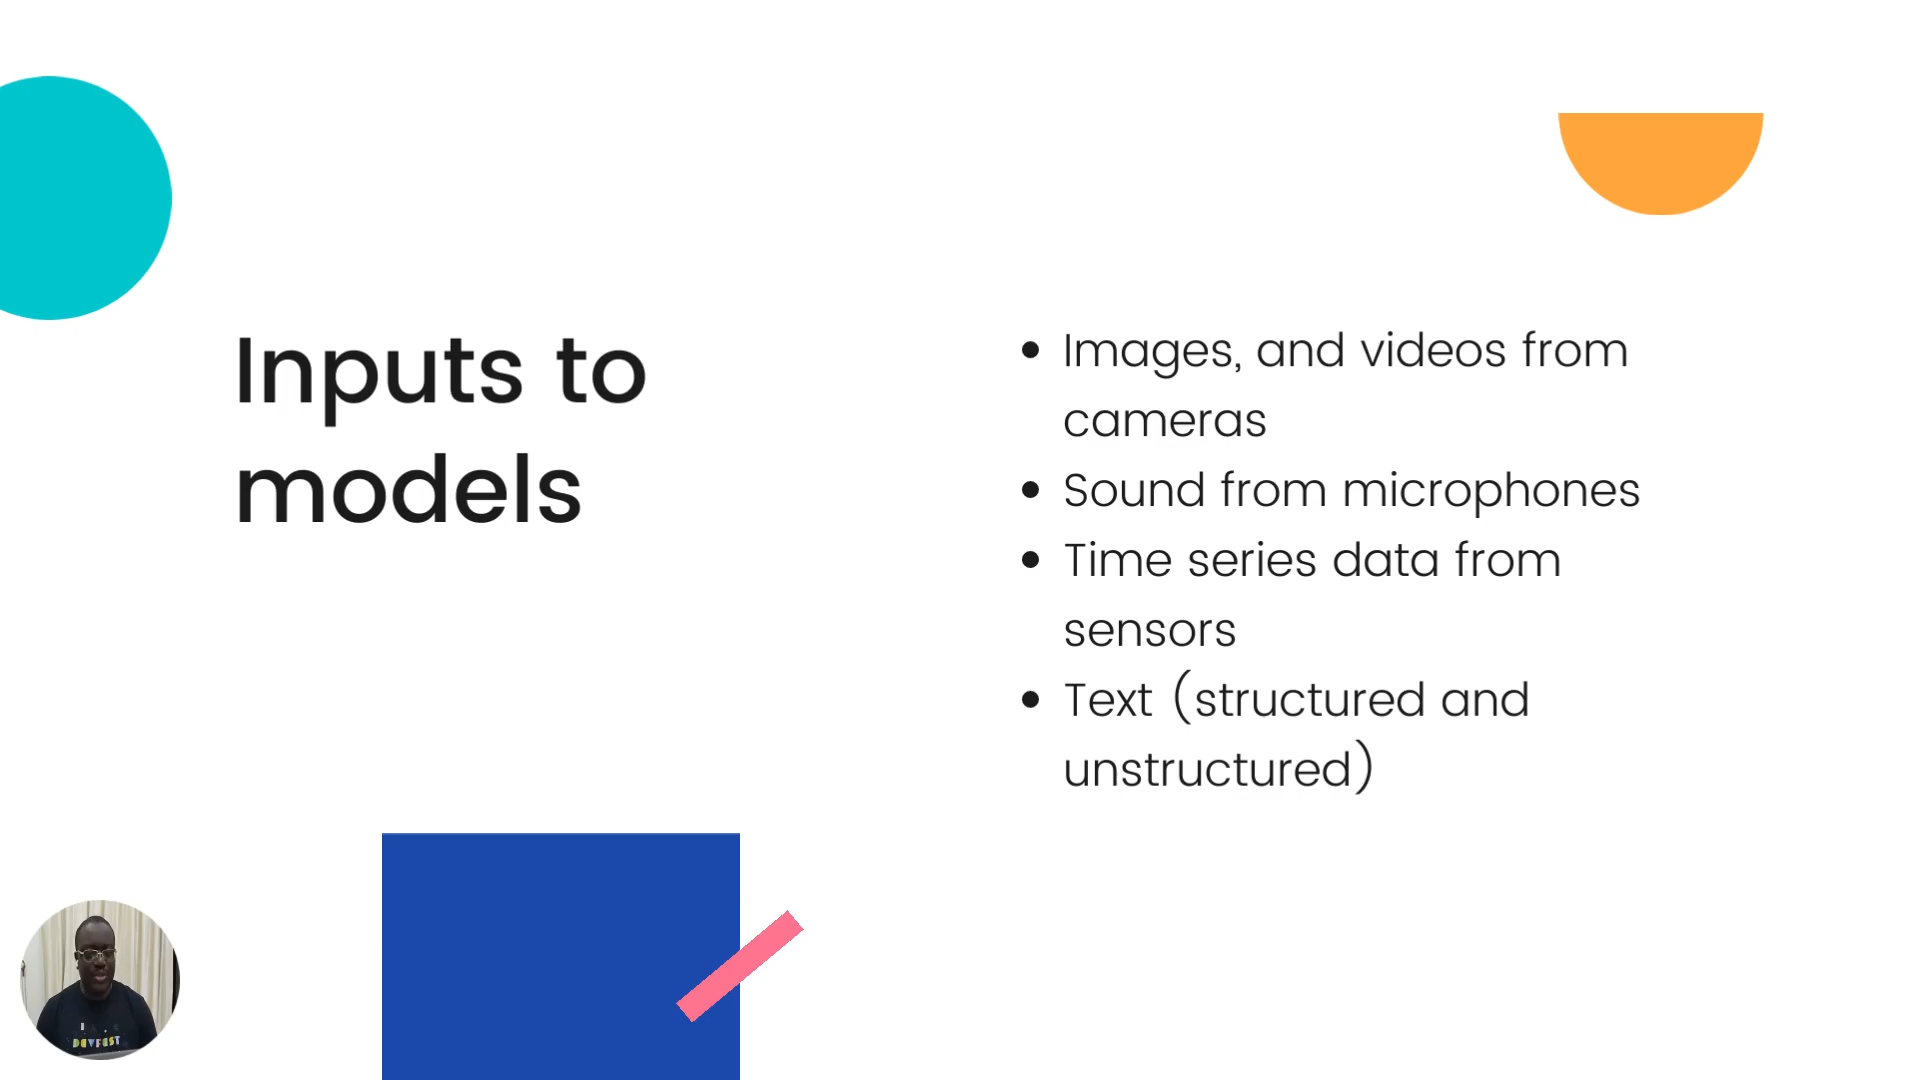 Inputs to
models
• Images, and videos from
cameras
• Sound from microphones
• Time series data from
sensors
• Text (structured and
unstructured)
DEVFEST